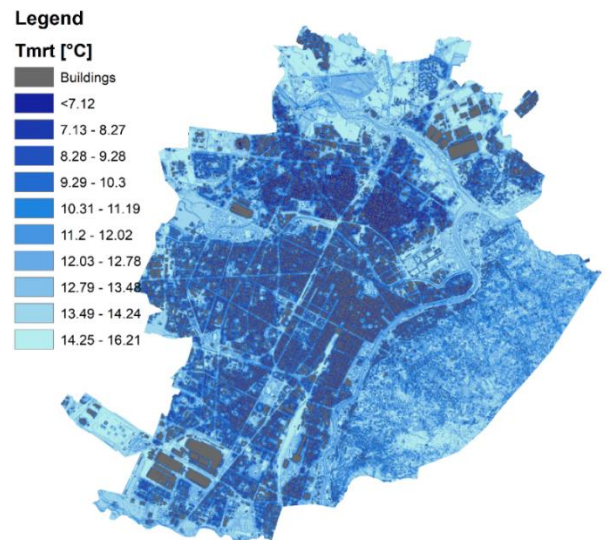 Legend
Tmrt [°C]
Buildings
<7.12
7.13 - 8.27
8.28 - 9.28
9.29 - 10.3
10.31 - 11.19
11.2 - 12.02
12.03 - 12.78
12.79 - 13.48
13.49 - 14.24
14.25 - 16.21